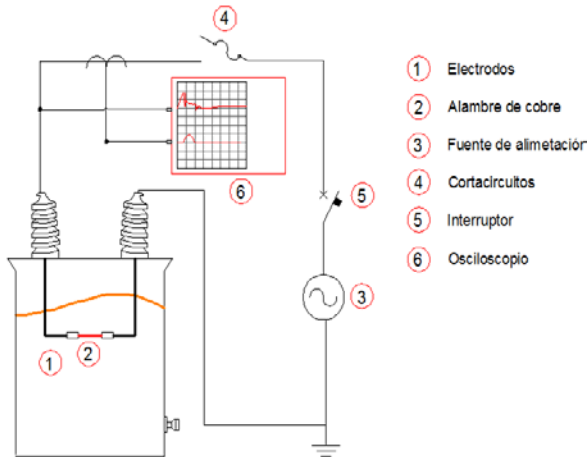 4
6
5
3
1
2
1 Electrodos
2 Alambre de cobre
3 Fuente de alimetación
4 Cortacircuitos
5 Interruptor
6 Osciloscopio